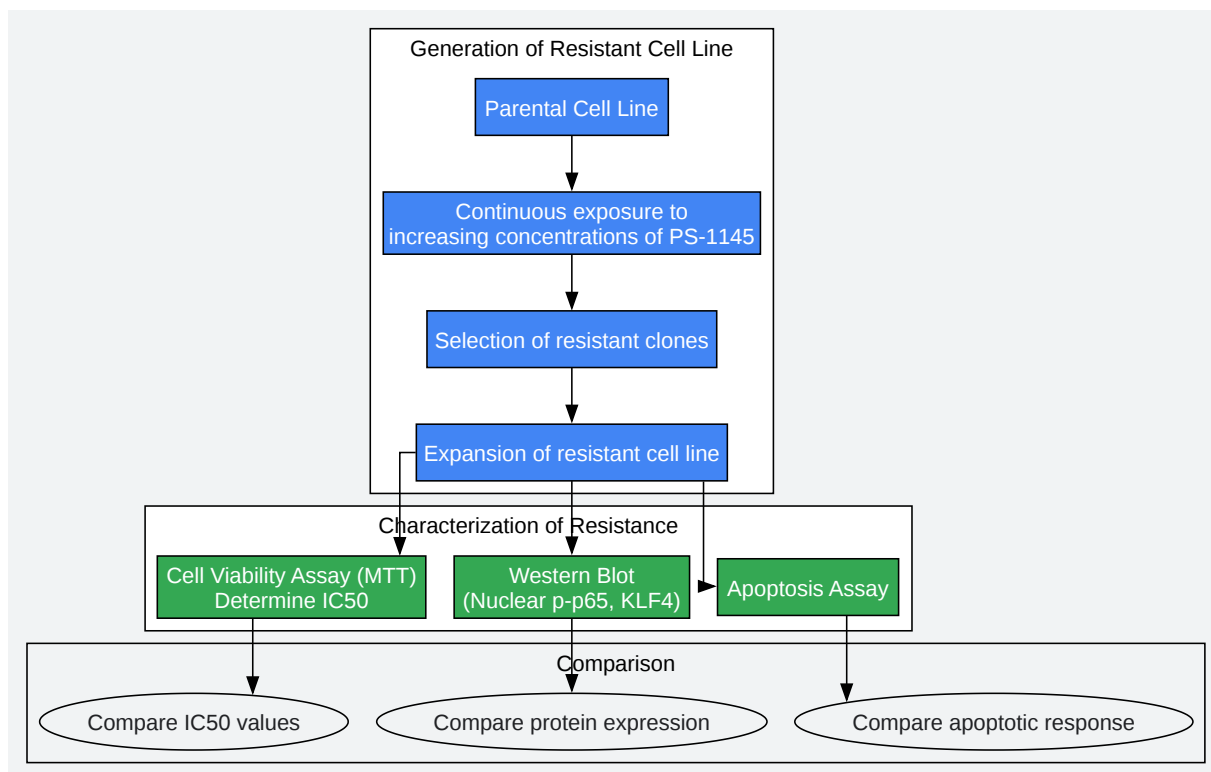 Generation of Resistant Cell Line
Parental Cell Line
Continuous exposure to
increasing concentrations of PS-1145
Selection of resistant clones
Expansion of resistant cell line
Characterization of Resistance
Cell Viability Assay (MTT)
Determine IC50
Western Blot
(Nuclear p-p65, KLF4)
Apoptosis Assay
Comparison
Compare IC50 values
Compare protein expression
Compare apoptotic response